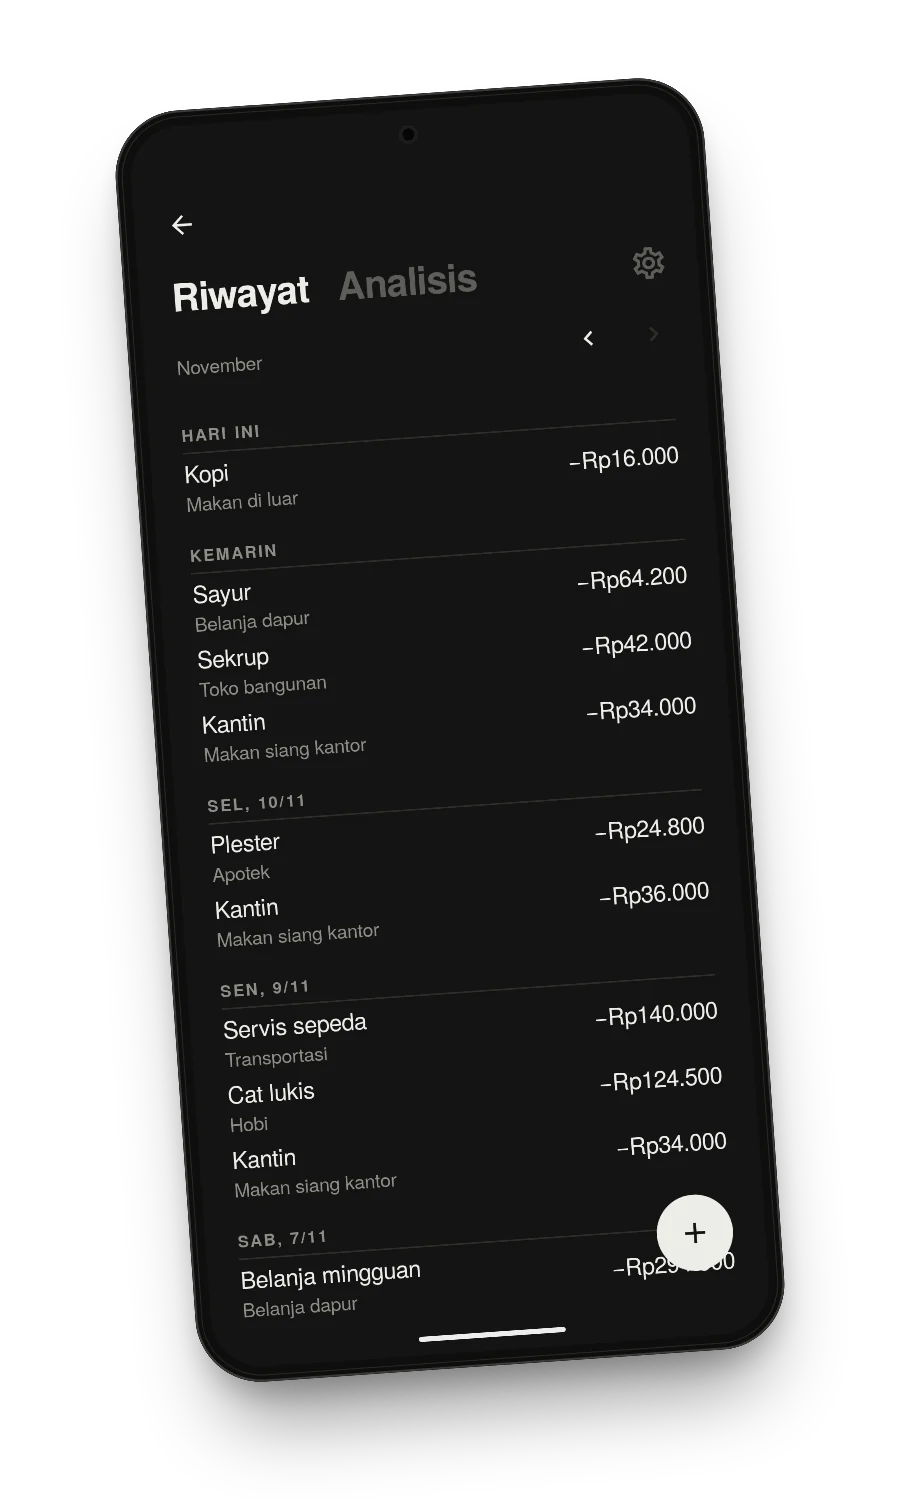 Riwayat Analisis
November
HARI INI
Kopi −Rp16.000
Makan di luar
KEMARIN
Sayur −Rp64.200
Belanja dapur
Sekrup −Rp42.000
Toko bangunan
Kantin −Rp34.000
Makan siang kantor
SEL, 10/11
Plester −Rp24.800
Apotek
Kantin −Rp36.000
Makan siang kantor
SEN, 9/11
Servis sepeda −Rp140.000
Transportasi
Cat lukis −Rp124.500
Hobi
Kantin −Rp34.000
Makan siang kantor
SAB, 7/11
Belanja mingguan
Belanja dapur